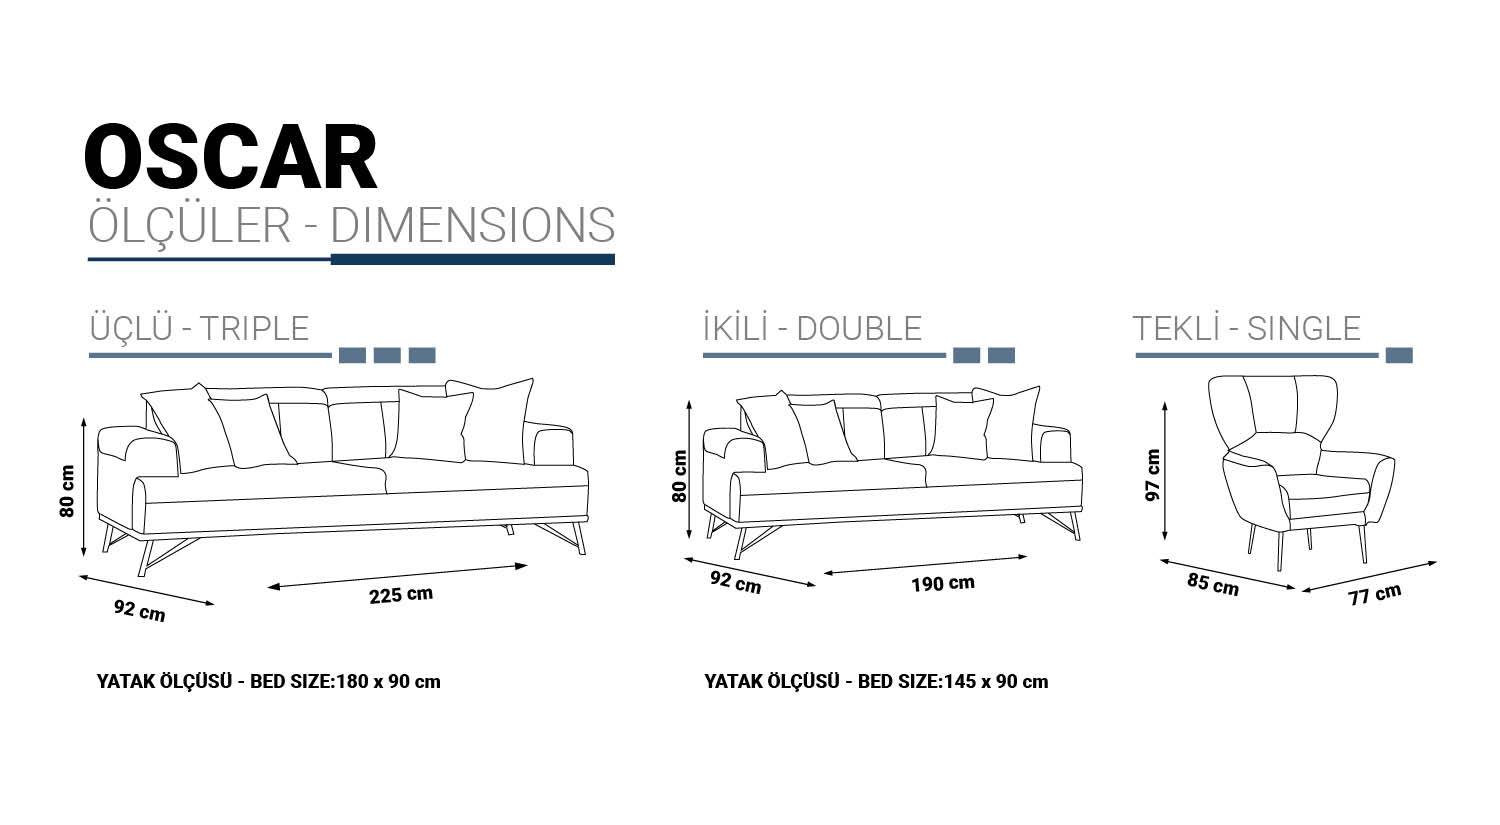 OSCAR
ÖLÇÜLER - DIMENSIONS
ÜÇLÜ - TRIPLE
80 cm
92 cm
225 cm
YATAK ÖLÇÜSÜ - BED SIZE:180 x 90 cm
İKİLİ - DOUBLE
80 cm
92 cm
190 cm
YATAK ÖLÇÜSÜ - BED SIZE:145 x 90 cm
TEKLİ - SINGLE
97 cm
85 cm
77 cm